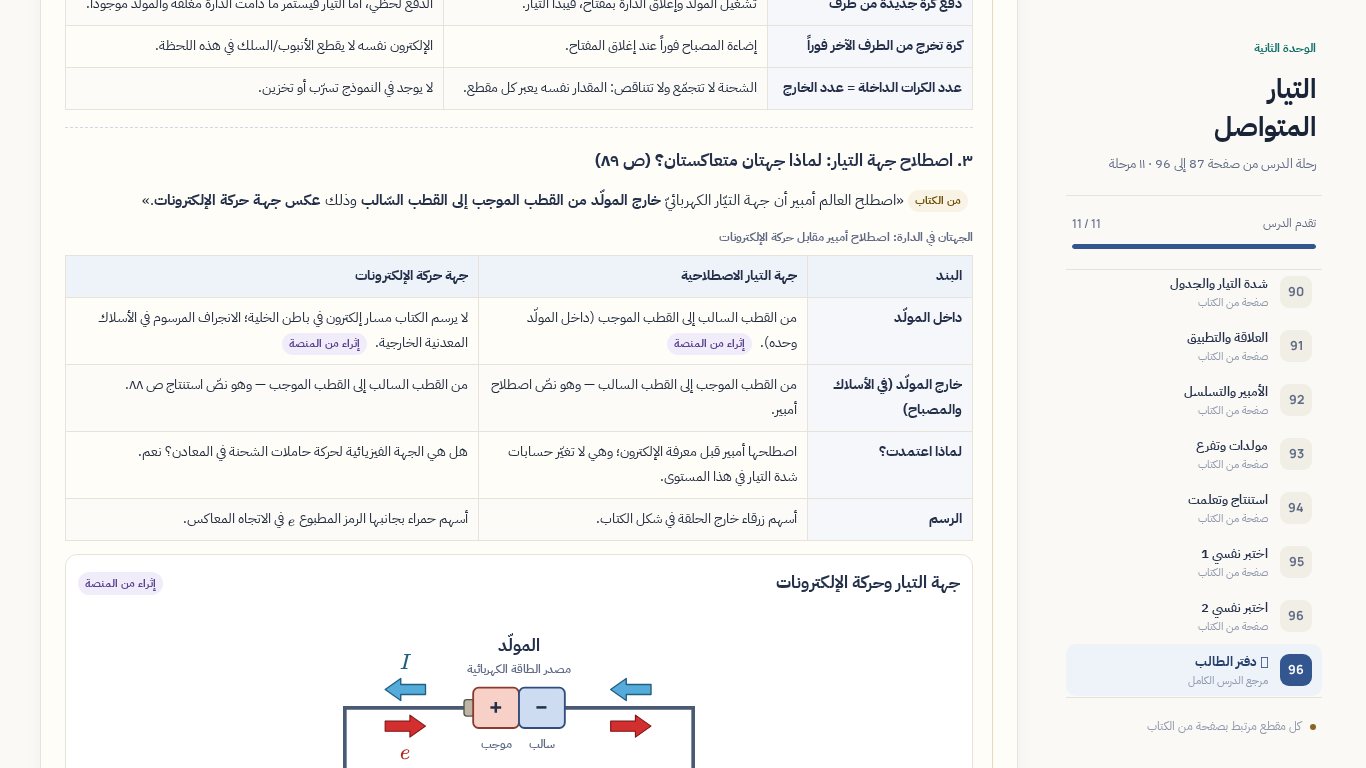 الوحدة الثانية
التيار
المتواصل
رحلة الدرس من صفحة 87 إلى 96 · ١١ مرحلة
تقدم الدرس
11 / 11
90
شدة التيار والجدول
صفحة من الكتاب
91
العلاقة والتطبيق
صفحة من الكتاب
92
الأمبير والتسلسل
صفحة من الكتاب
93
مولدات وتفرع
صفحة من الكتاب
94
استنتاج وتعلمت
صفحة من الكتاب
95
اختبر نفسي 1
صفحة من الكتاب
96
اختبر نفسي 2
صفحة من الكتاب
96
دفتر الطالب
مرجع الدرس الكامل
كل مقطع مرتبط بصفحة من الكتاب
دفع كرة جديدة من طرف
تشغيل المولد وإغلاق الدارة بمفتاح، فيبدأ التيار.
الدفع لحظي، أما التيار فيستمر ما دامت الدارة مغلقة والمولد موجودا.
كرة تخرج من الطرف الآخر فوراً
إضاءة المصباح فوراً عند إغلاق المفتاح.
الإلكترون نفسه لا يقطع الأنبوب/السلك في هذه اللحظة.
عدد الكرات الداخلة = عدد الخارج
الشحنة لا تتجمّع ولا تتناقص: المقدار نفسه يعبر كل مقطع.
لا يوجد في النموذج تسرّب أو تخزين.
٣. اصطلاح جهة التيار: لماذا جهتان متعاكستان؟ (ص ٨٩)
من الكتاب «اصطلح العالم أمبير أن جهة التيّار الكهربائيّ خارج المولّد من القطب الموجب إلى القطب السّالب وذلك عكس جهة حركة الإلكترونات.»
الجهتان في الدارة: اصطلاح أمبير مقابل حركة الإلكترونات
البند
جهة التيار الاصطلاحية
جهة حركة الإلكترونات
داخل المولّد
من القطب السالب إلى القطب الموجب (داخل المولّد
وحده). إثراء من المنصة
لا يرسم الكتاب مسار إلكترون في باطن الخلية؛ الانجراف المرسوم في الأسلاك
المعدنية الخارجية. إثراء من المنصة
خارج المولّد (في الأسلاك
والمصباح)
من القطب الموجب إلى القطب السالب — وهو نصّ اصطلاح
أمبير.
من القطب السالب إلى القطب الموجب — وهو نصّ استنتاج ص ٨٨.
لماذا اعتمدت؟
اصطلحها أمبير قبل معرفة الإلكترون؛ وهي لا تغيّر حسابات
شدة التيار في هذا المستوى.
هل هي الجهة الفيزيائية لحركة حاملات الشحنة في المعادن؟ نعم.
الرسم
أسهم زرقاء خارج الحلقة في شكل الكتاب.
أسهم حمراء بجانبها الرمز المطبوع e في الاتجاه المعاكس.
جهة التيار وحركة الإلكترونات
إثراء من المنصة
المولّد
مصدر الطاقة الكهربائية
I
+
−
e
موجب
سالب